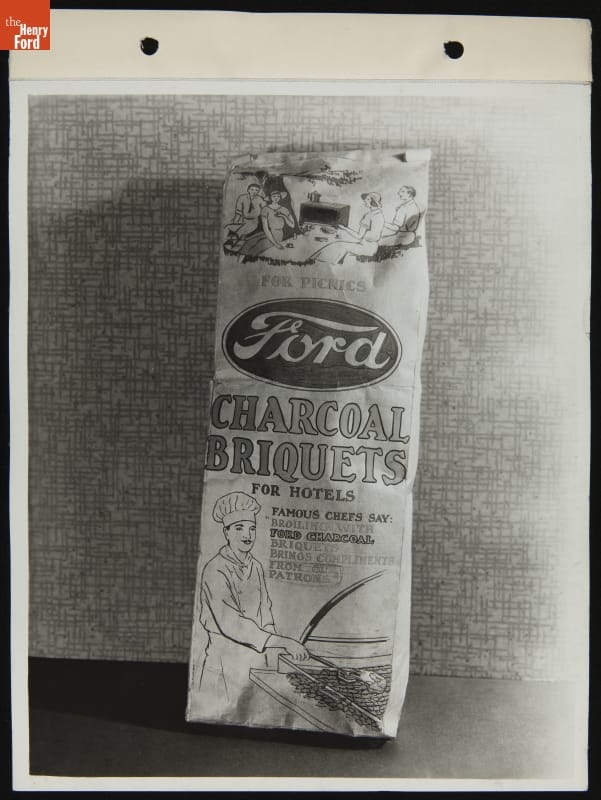 the
Henry
Ford
FOR PICNICS
Ford
CHARCOAL
BRIQUETS
FOR HOTELS
FAMOUS CHEFS SAY:
"BROILING WITH
FORD CHARCOAL
BRIQUETS
BRINGS COMPLIMENTS
FROM OUR
PATRONS"